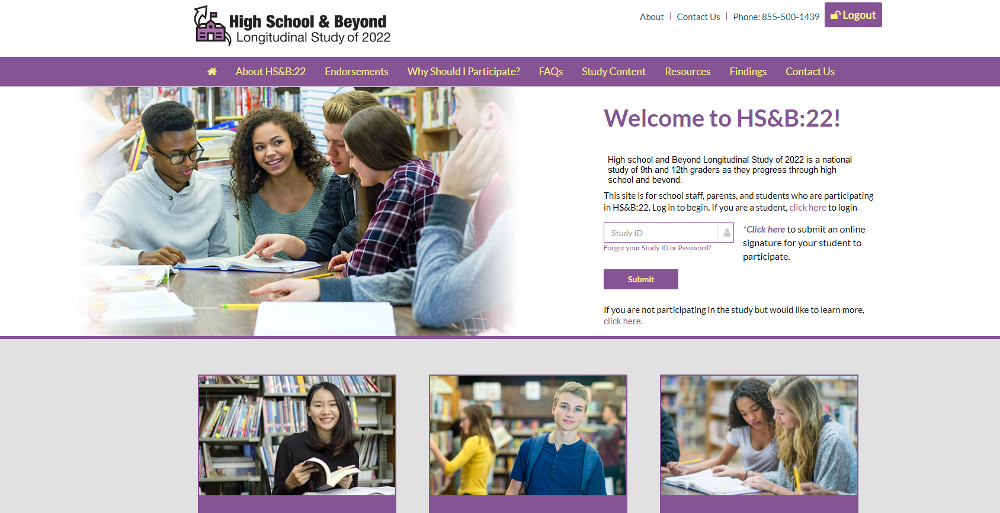 High School & Beyond
Longitudinal Study of 2022
About
Contact Us
Phone: 855-500-1439
Logout
About HS&B:22
Endorsements
Why Should I Participate?
FAQs
Study Content
Resources
Findings
Contact Us
Welcome to HS&B:22!
High school and Beyond Longitudinal Study of 2022 is a national
study of 9th and 12th graders as they progress through high
school and beyond.
This site is for school staff, parents, and students who are participating
in HS&B:22. Log in to begin. If you are a student, click here to login.
Study ID
Forgot your Study ID or Password?
*Click here to submit an online
signature for your student to
participate.
Submit
If you are not participating in the study but would like to learn more,
click here.